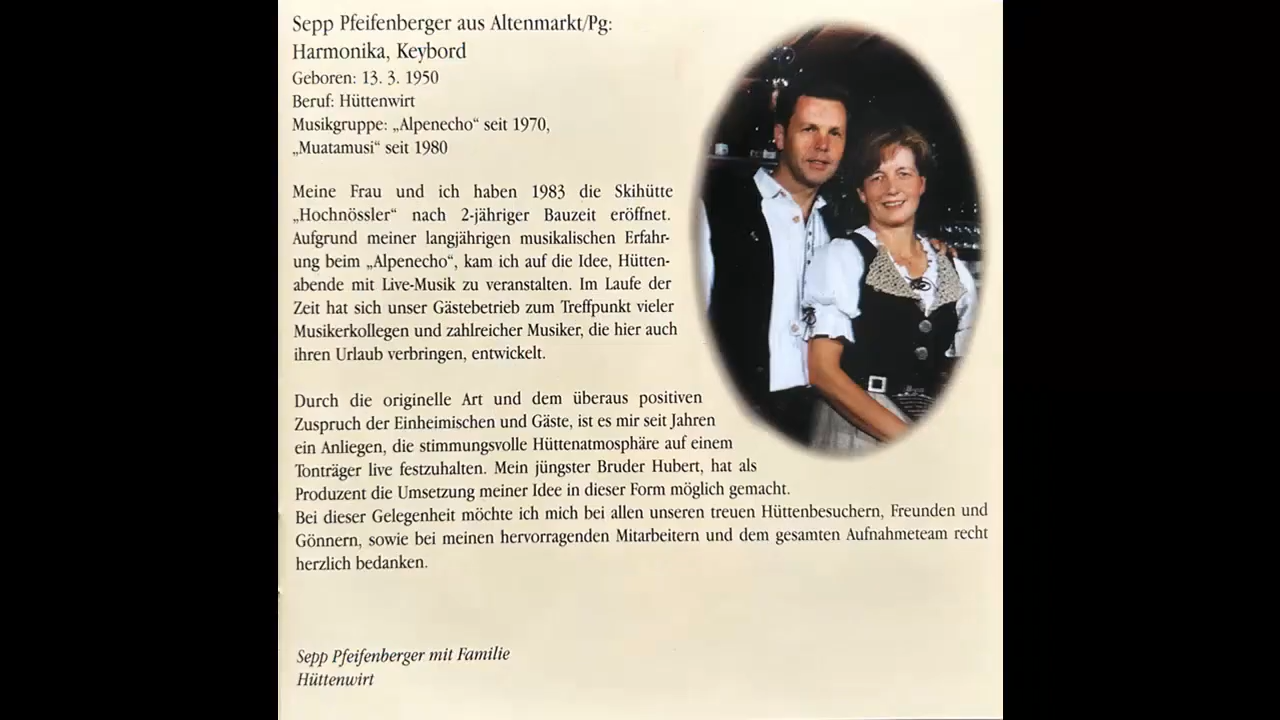 Sepp Pfeifenberger aus Altenmarkt/Pg:
Harmonika, Keybord
Geboren: 13. 3. 1950
Beruf: Hüttenwirt
Musikgruppe: „Alpenecho“ seit 1970,
„Muatamusi“ seit 1980
Meine Frau und ich haben 1983 die Skihütte
„Hochnössler“ nach 2-jähriger Bauzeit eröffnet.
Aufgrund meiner langjährigen musikalischen Erfahr-
ung beim „Alpenecho“, kam ich auf die Idee, Hütten-
abende mit Live-Musik zu veranstalten. Im Laufe der
Zeit hat sich unser Gästebetrieb zum Treffpunkt vieler
Musikerkollegen und zahlreicher Musiker, die hier auch
ihren Urlaub verbringen, entwickelt.
Durch die originelle Art und dem überaus positiven
Zuspruch der Einheimischen und Gäste, ist es mir seit Jahren
ein Anliegen, die stimmungsvolle Hüttenatmosphäre auf einem
Tonträger live festzuhalten. Mein jüngster Bruder Hubert, hat als
Produzent die Umsetzung meiner Idee in dieser Form möglich gemacht.
Bei dieser Gelegenheit möchte ich mich bei allen unseren treuen Hüttenbesuchern, Freunden und
Gönnern, sowie bei meinen hervorragenden Mitarbeitern und dem gesamten Aufnahmeteam recht
herzlich bedanken.
Sepp Pfeifenberger mit Familie
Hüttenwirt